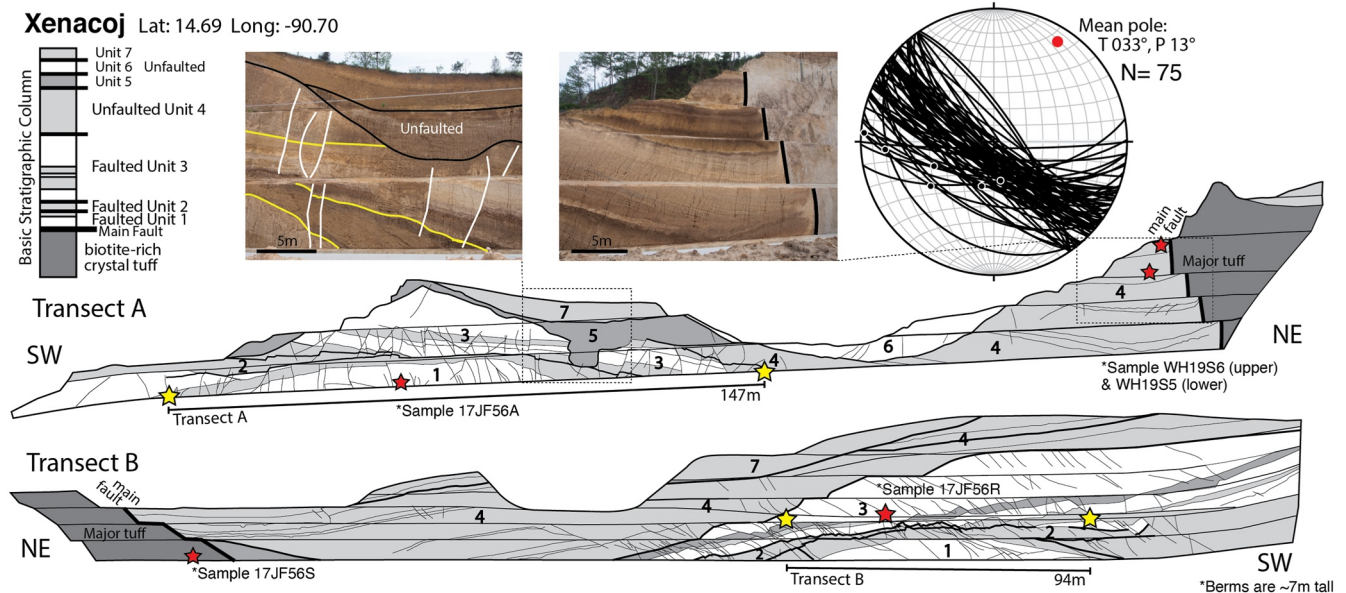 Xenacoj Lat: 14.69 Long: -90.70
Basic Stratigraphic Column
Unit 7
Unit 6 Unfaulted
Unit 5
Unfaulted Unit 4
Faulted Unit 3
Faulted Unit 2
Faulted Unit 1
Main Fault
biotite-rich
crystal tuff
Unfaulted
5m
5m
Mean pole:
T 033°, P 13°
N= 75
Transect A
SW
2
3
1
7
5
3
4
6
4
4
main
fault
Major tuff
NE
*Sample WH19S6 (upper)
& WH19S5 (lower)
Transect A
*Sample 17JF56A
147m
Transect B
main
fault
Major tuff
NE
*Sample 17JF56S
4
4
7
4
*Sample 17JF56R
3
2
2
1
Transect B
94m
SW
*Berms are ~7m tall